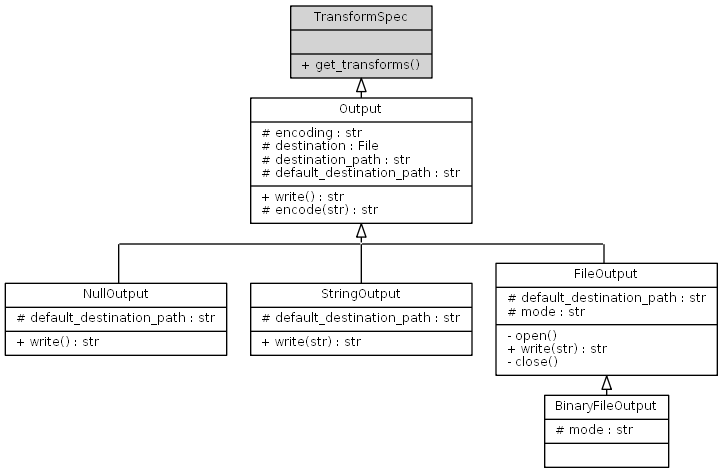 TransformSpec
+ get_transforms()
Output
# encoding : str
# destination : File
# destination_path : str
# default_destination_path : str
+ write() : str
# encode(str) : str
NullOutput
# default_destination_path : str
+ write() : str
StringOutput
# default_destination_path : str
+ write(str) : str
FileOutput
# default_destination_path : str
# mode : str
- open()
+ write(str) : str
- close()
BinaryFileOutput
# mode : str